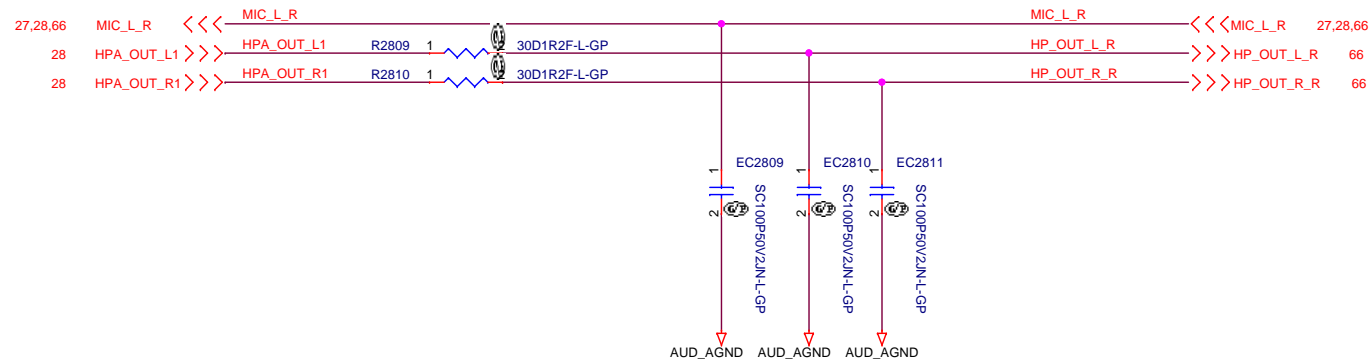 27,28,66 MIC_L_R MIC_L_R MIC_L_R MIC_L_R 27,28,66
28 HPA_OUT_L1 HPA_OUT_L1 R2809 1 2 30D1R2F-L-GP HP_OUT_L_R HP_OUT_L_R 66
28 HPA_OUT_R1 HPA_OUT_R1 R2810 1 2 30D1R2F-L-GP HP_OUT_R_R HP_OUT_R_R 66
EC2809 EC2810 EC2811
1 1 1
2 2 2
SC100P50V2JN-L-GP SC100P50V2JN-L-GP SC100P50V2JN-L-GP
AUD_AGND AUD_AGND AUD_AGND